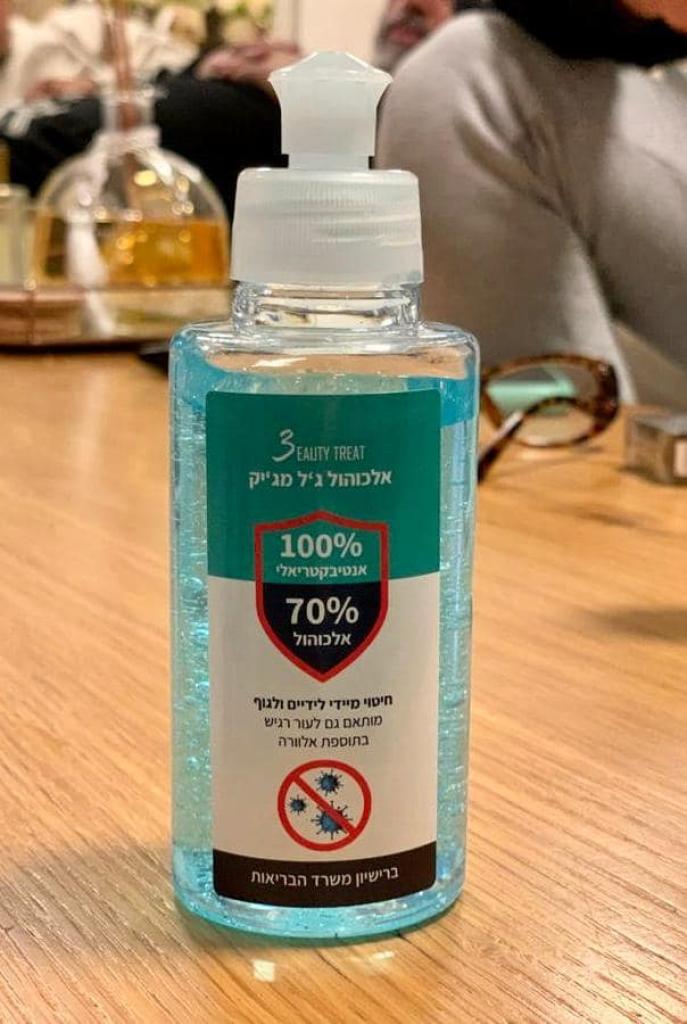 3EAUTY TREAT
אלכוהול ג'ל מג'יק
100%
אנטיבקטריאלי
70%
אלכוהול
חיטוי מיידי לידיים ולגוף
מותאם גם לעור רגיש
בתוספת אלוורה
ברישיון משרד הבריאות